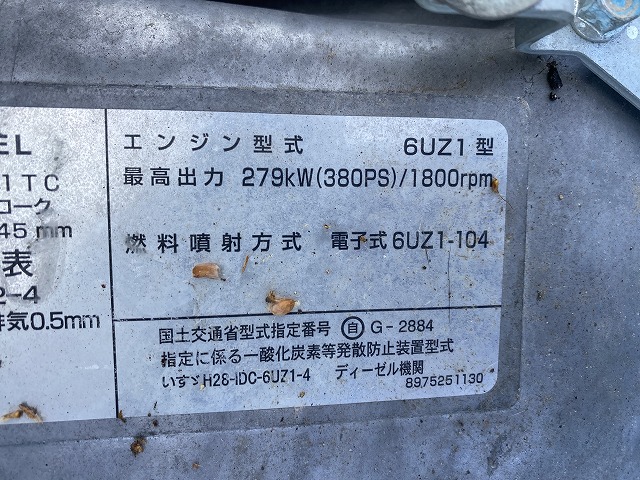 EL
1TC
ローク
45 mm
表
2-4
排気0.5mm
エンジン型式 6UZ1型
最高出力 279kW(380PS)/1800rpm
燃料噴射方式 電子式6UZ1-104
国土交通省型式指定番号 自 G-2884
指定に係る一酸化炭素等発散防止装置型式
いすゞH28-IDC-6UZ1-4 ディーゼル機関
8975251130